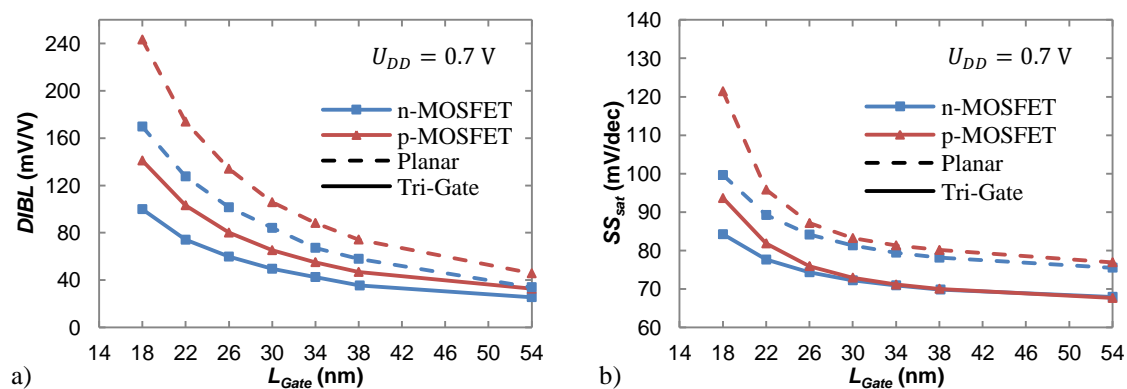 240
200
160
120
80
40
0
DIBL (mV/V)
U_DD = 0.7 V
n-MOSFET
p-MOSFET
Planar
Tri-Gate
14 18 22 26 30 34 38 42 46 50 54
L_Gate (nm)
a)
140
130
120
110
100
90
80
70
60
SS_sat (mV/dec)
U_DD = 0.7 V
n-MOSFET
p-MOSFET
Planar
Tri-Gate
14 18 22 26 30 34 38 42 46 50 54
L_Gate (nm)
b)